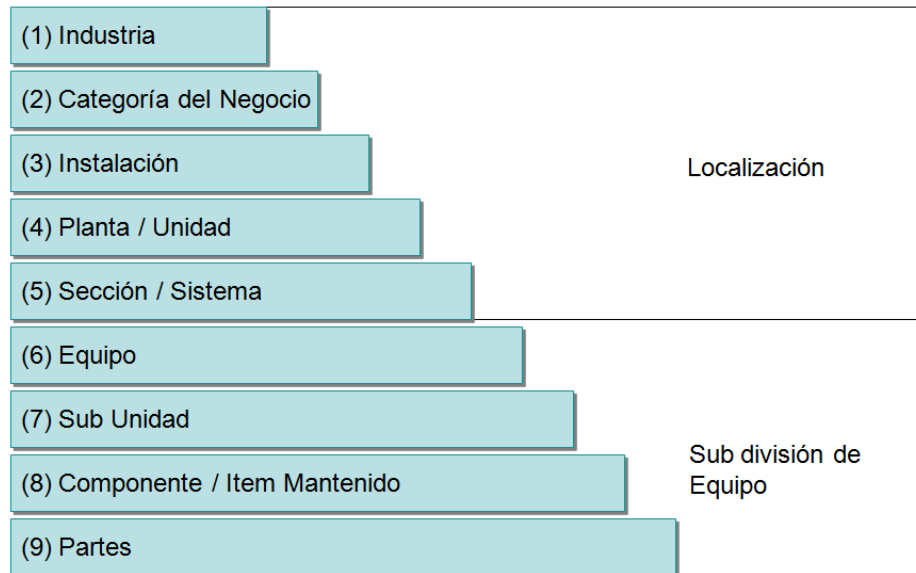 (1) Industria
(2) Categoría del Negocio
(3) Instalación
Localización
(4) Planta / Unidad
(5) Sección / Sistema
(6) Equipo
(7) Sub Unidad
(8) Componente / Item Mantenido
Sub división de
Equipo
(9) Partes